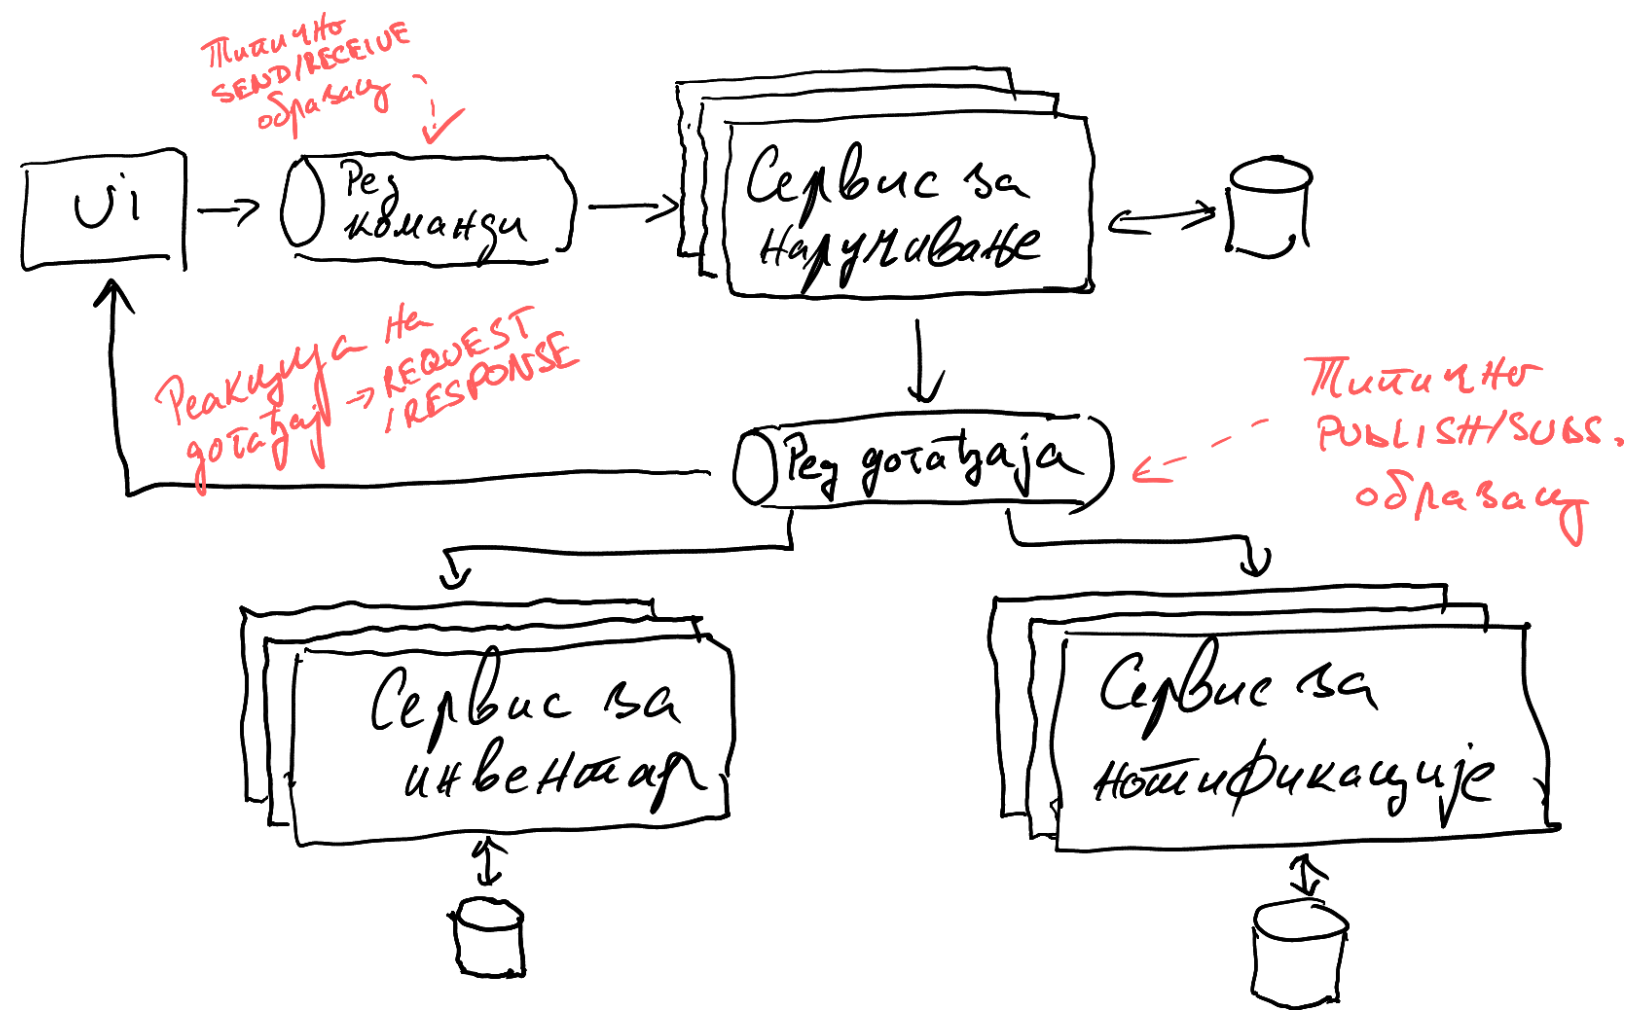 Типично
SEND/RECEIVE
образац
Ui
Ред
команди
Сервис за
наручивање
Реакција на
догађај → REQUEST
/RESPONSE
Ред догађаја
Типично
PUBLISH/SUBS.
образац
Сервис за
инвентар
Сервис за
нотификације